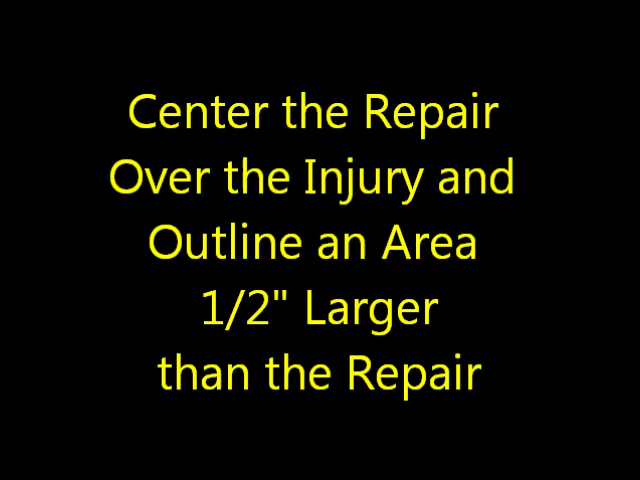 Center the Repair
Over the Injury and
Outline an Area
1/2" Larger
than the Repair